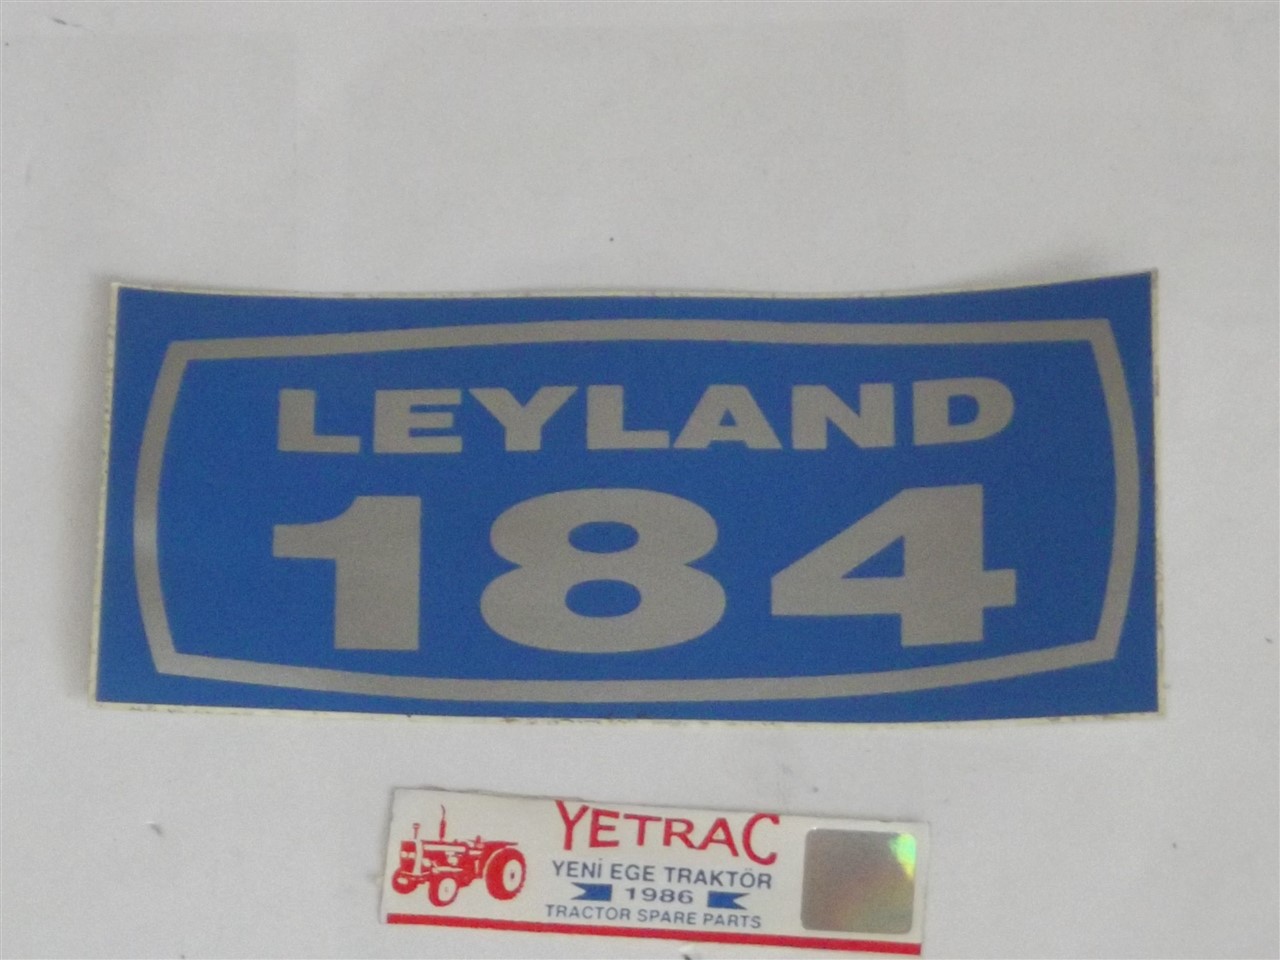 LEYLAND
184
YETRAC
YENİ EGE TRAKTÖR
1986
TRACTOR SPARE PARTS